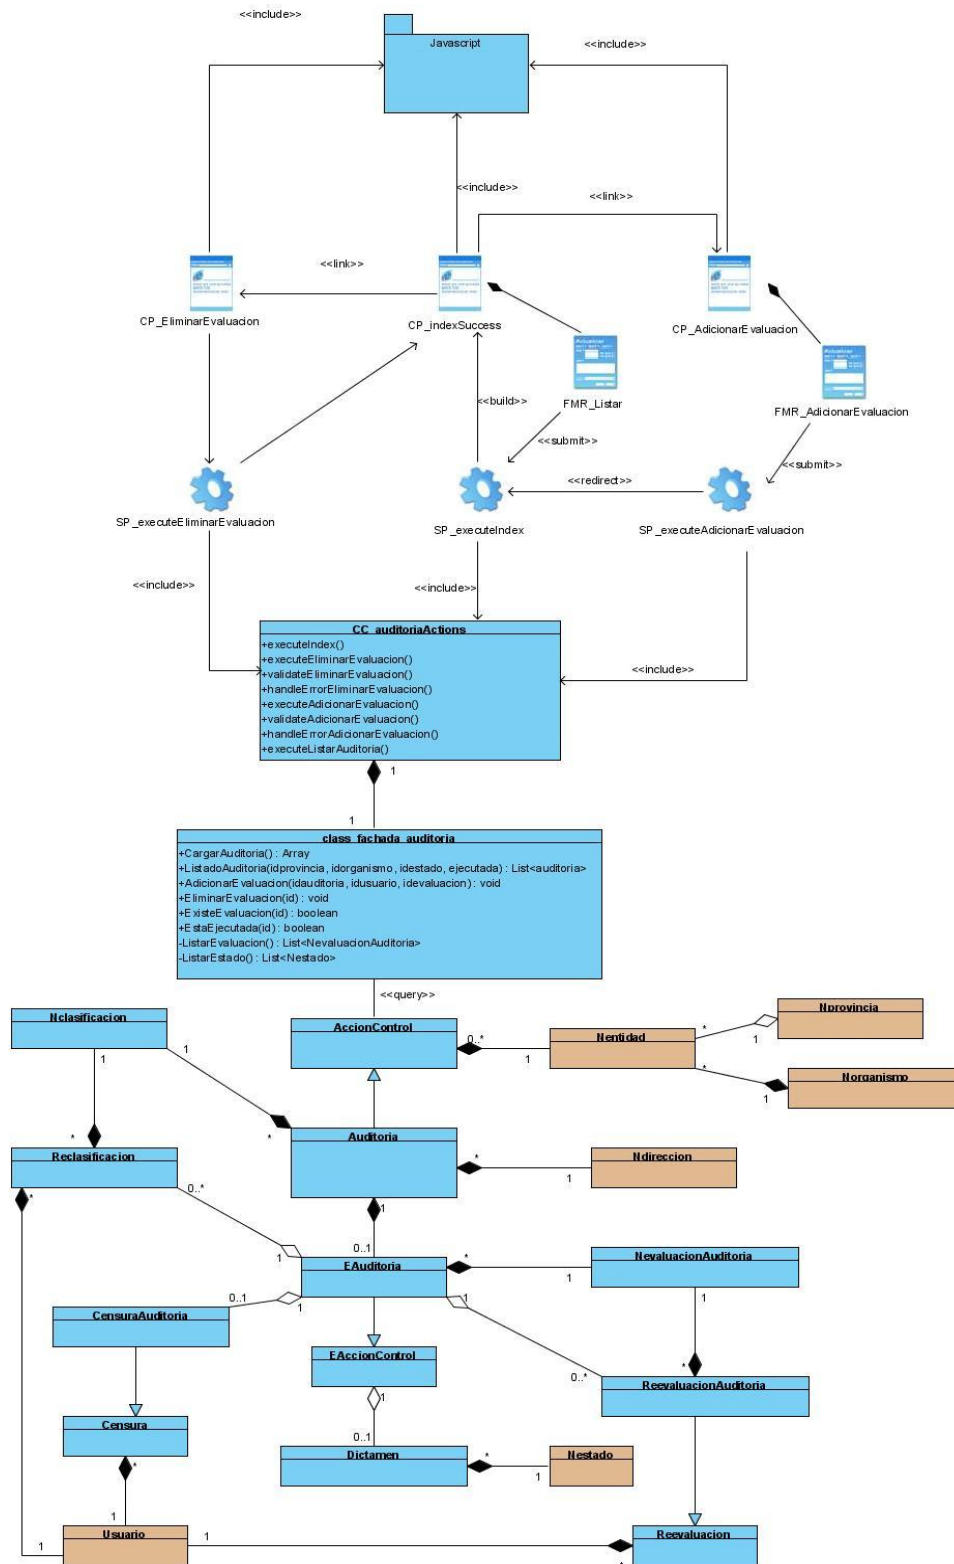 <<include>>
Javascript
<<include>>
<<include>>
<<link>>
<<link>>
CP_EliminarEvaluacion
CP_indexSuccess
CP_AdicionarEvaluacion
<<build>>
FMR_Listar
FMR_AdicionarEvaluacion
<<submit>>
<<submit>>
<<redirect>>
SP_executeEliminarEvaluacion
SP_executeIndex
SP_executeAdicionarEvaluacion
<<include>>
<<include>>
<<include>>
CC_auditoriaActions
+executeIndex()
+executeEliminarEvaluacion()
+validateEliminarEvaluacion()
+handleErrorEliminarEvaluacion()
+executeAdicionarEvaluacion()
+validateAdicionarEvaluacion()
+handleErrorAdicionarEvaluacion()
+executeListarAuditoria()
1
1
class_fachada_auditoria
+CargarAuditoria() : Array
+ListadoAuditoria(idprovincia, idorganismo, idestado, ejecutada) : List<auditoria>
+AdicionarEvaluacion(idauditoria, idusuario, idevaluacion) : void
+EliminarEvaluacion(id) : void
+ExisteEvaluacion(id) : boolean
+EstaEjecutada(id) : boolean
-ListarEvaluacion() : List<NevaluacionAuditoria>
-ListarEstado() : List<Nestado>
<<query>>
Nclasificacion
AccionControl
Nentidad
Nprovincia
Norganismo
0..*
1
*
1
*
1
1
1
*
*
Reclasificacion
Auditoria
Ndireccion
*
1
*
0..*
1
0..1
1
EAuditoria
NevaluacionAuditoria
*
1
0..1
1
1
1
CensuraAuditoria
EAccionControl
*
0..*
ReevaluacionAuditoria
1
0..1
Censura
Dictamen
Nestado
*
1
*
1
Usuario
1
1
Reevaluacion
*